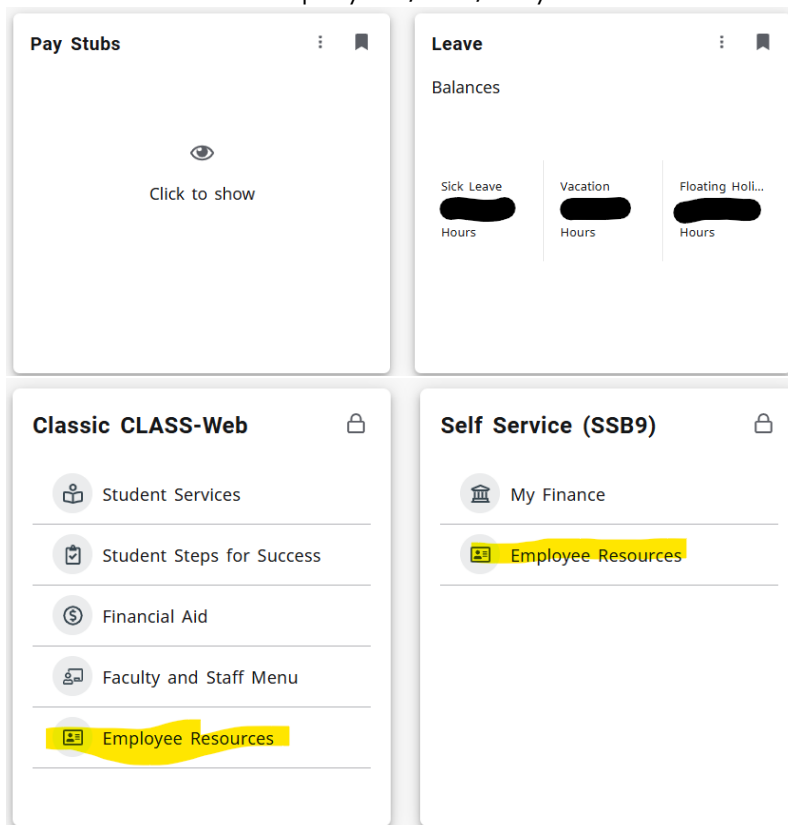 Pay Stubs
Click to show
Leave
Balances
Sick Leave
Hours
Vacation
Hours
Floating Holi...
Hours
Classic CLASS-Web
Student Services
Student Steps for Success
Financial Aid
Faculty and Staff Menu
Employee Resources
Self Service (SSB9)
My Finance
Employee Resources